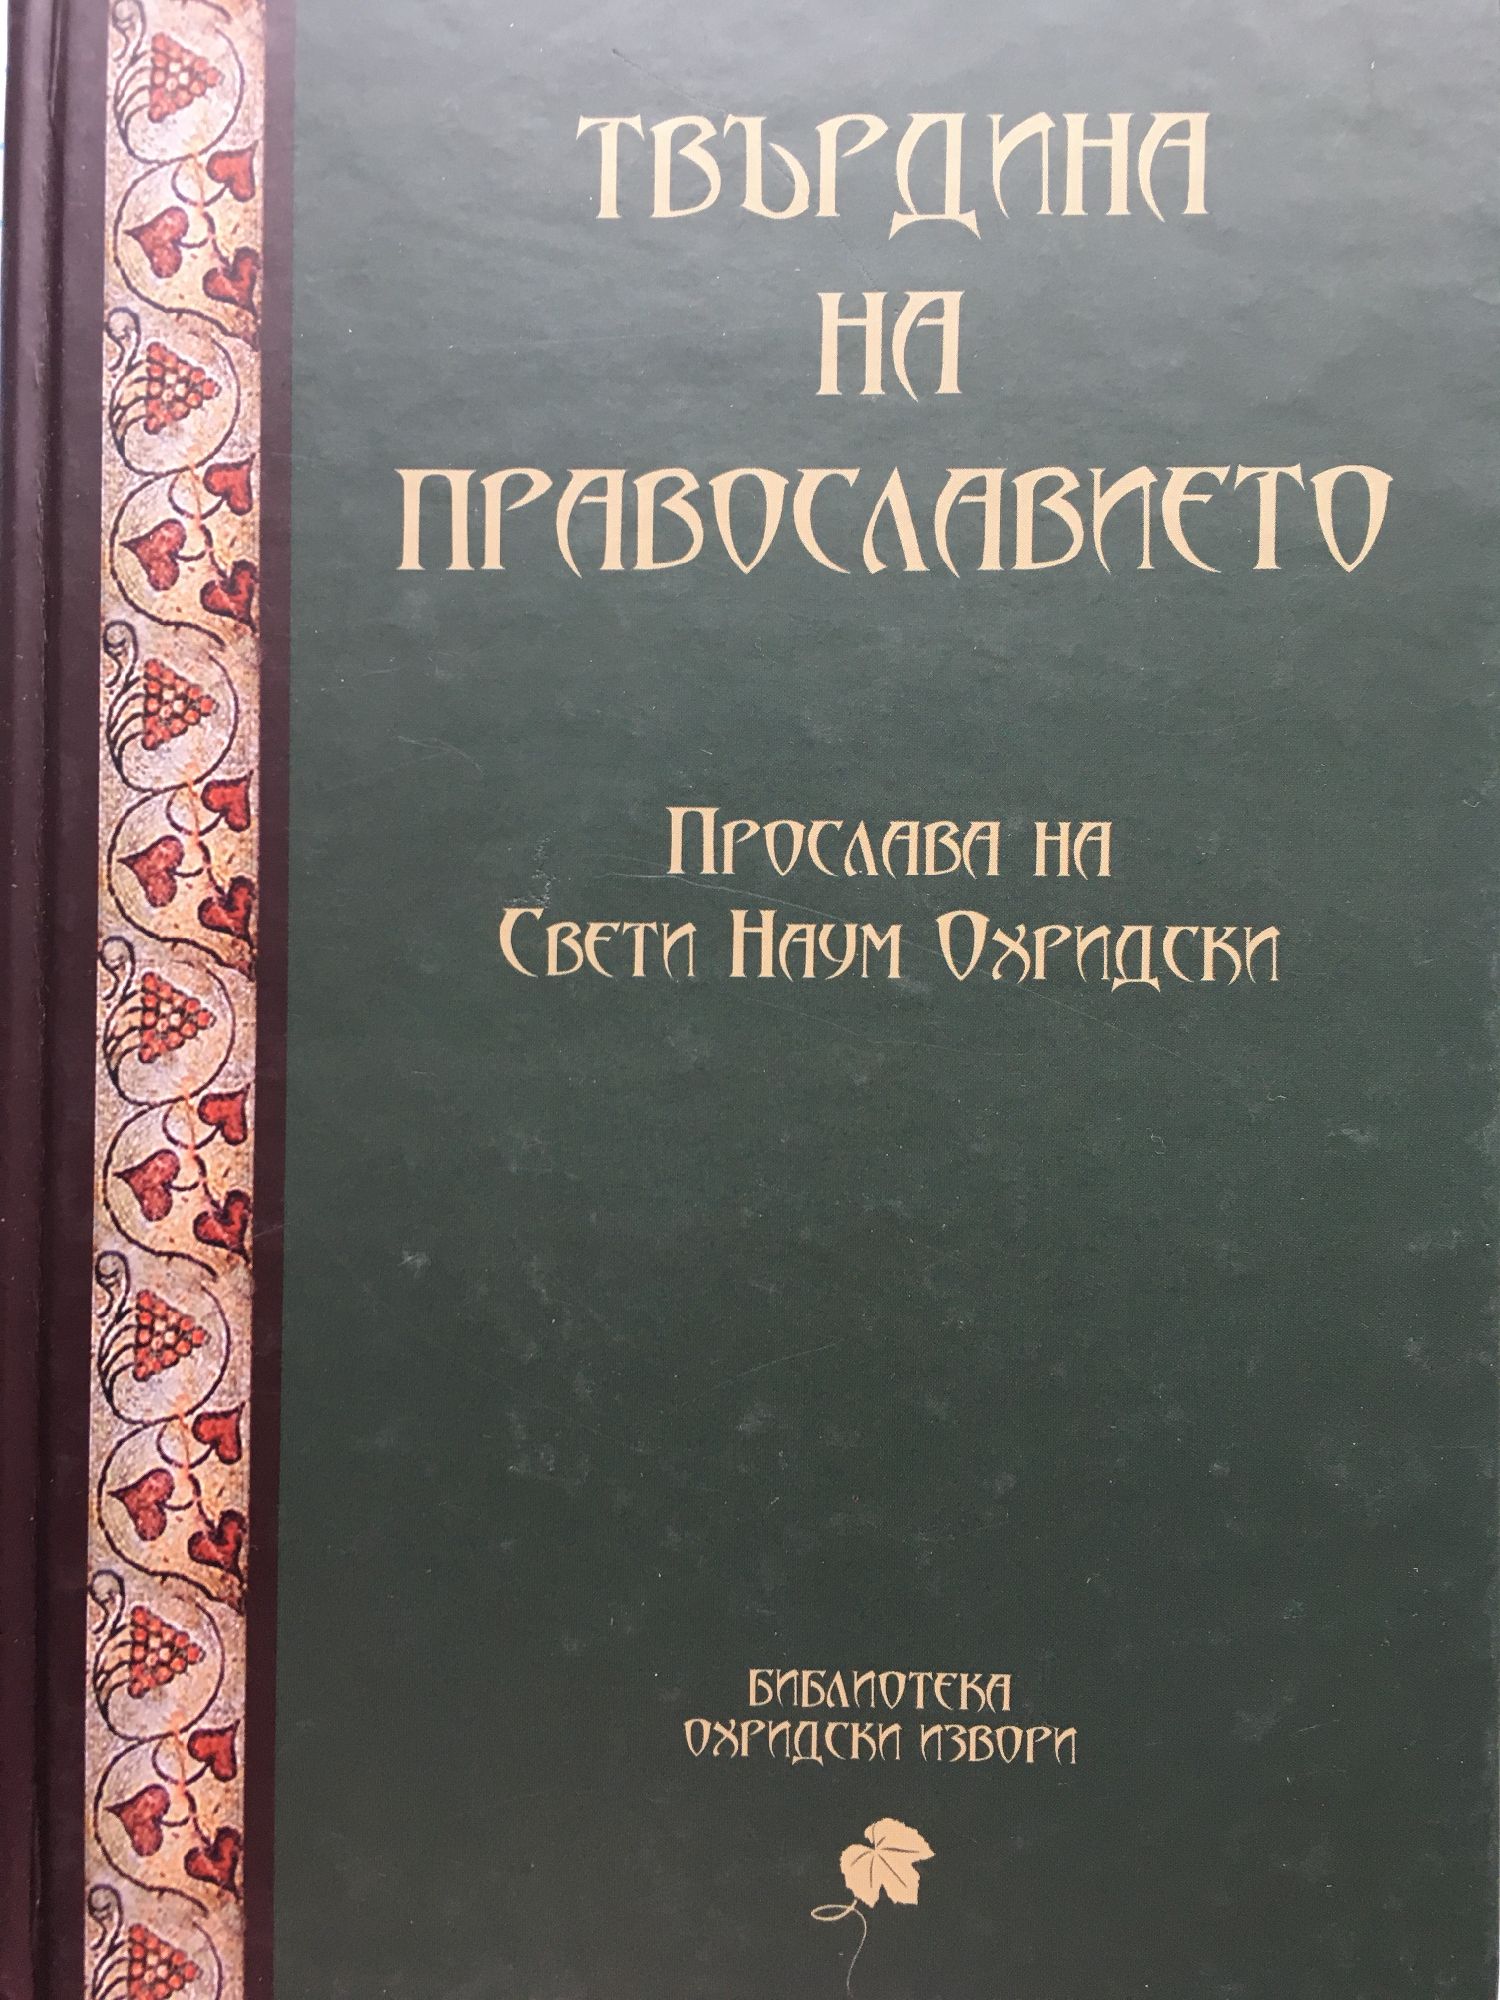 ТВЪРДИНА
НА
ПРАВОСЛАВИЕТО
Прослава на
Свети Наум Охридски
БИБЛИОТЕКА
ОХРИДСКИ ИЗВОРИ